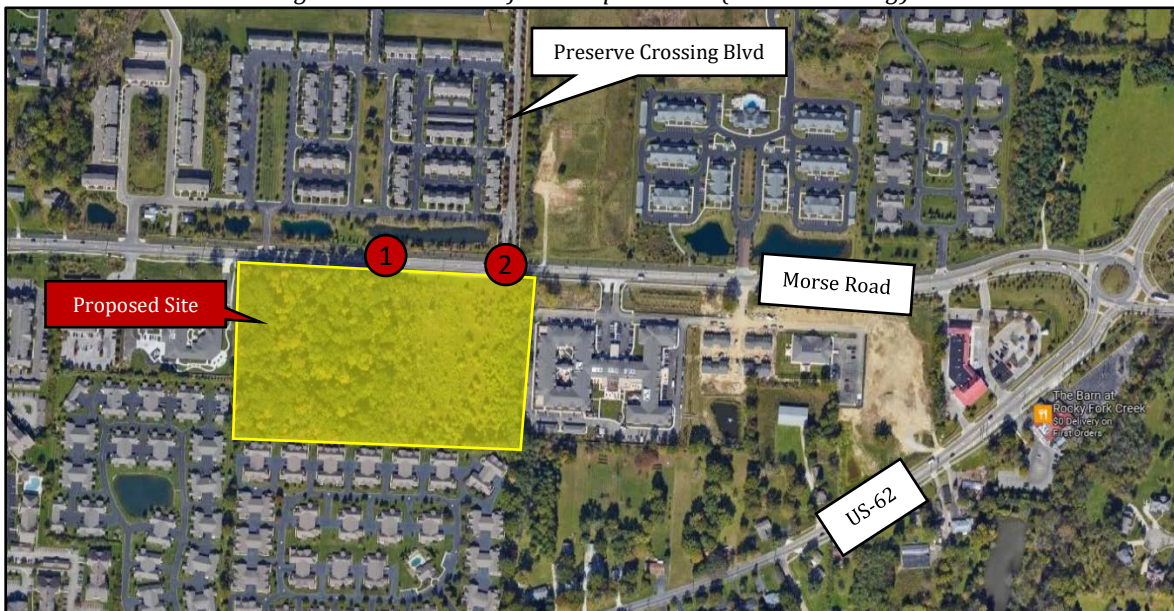 Preserve Crossing Blvd
1
2
Morse Road
Proposed Site
The Barn at
Rocky Fork Creek
$0 Delivery on
First Orders
US-62